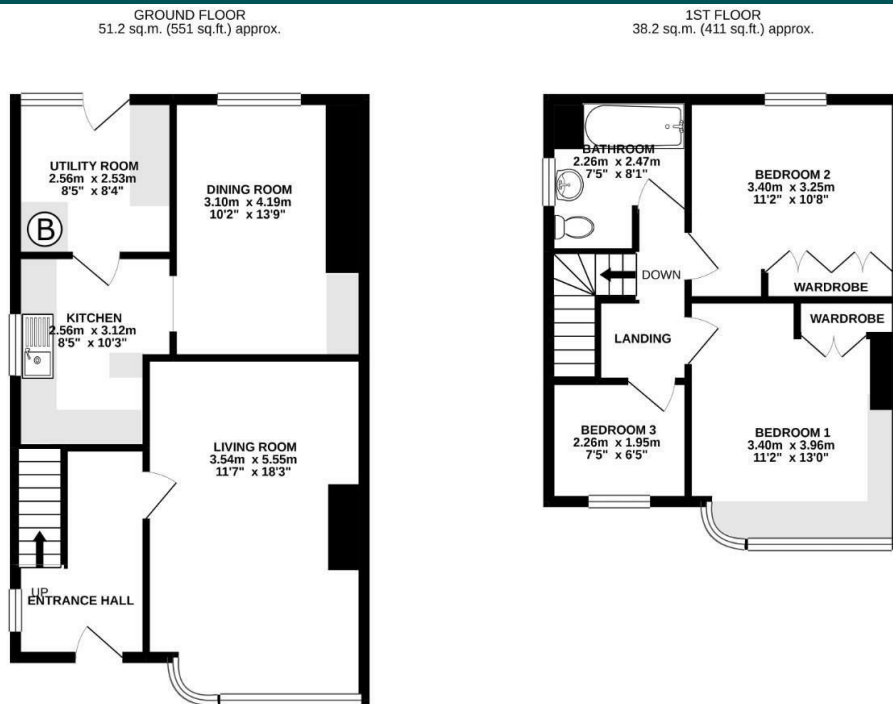 GROUND FLOOR
51.2 sq.m. (551 sq.ft.) approx.
UTILITY ROOM
2.56m x 2.53m
8'5" x 8'4"
B
DINING ROOM
3.10m x 4.19m
10'2" x 13'9"
KITCHEN
2.56m x 3.12m
8'5" x 10'3"
LIVING ROOM
3.54m x 5.55m
11'7" x 18'3"
UP
ENTRANCE HALL
1ST FLOOR
38.2 sq.m. (411 sq.ft.) approx.
BATHROOM
2.26m x 2.47m
7'5" x 8'1"
BEDROOM 2
3.40m x 3.25m
11'2" x 10'8"
DOWN
WARDROBE
WARDROBE
LANDING
BEDROOM 3
2.26m x 1.95m
7'5" x 6'5"
BEDROOM 1
3.40m x 3.96m
11'2" x 13'0"